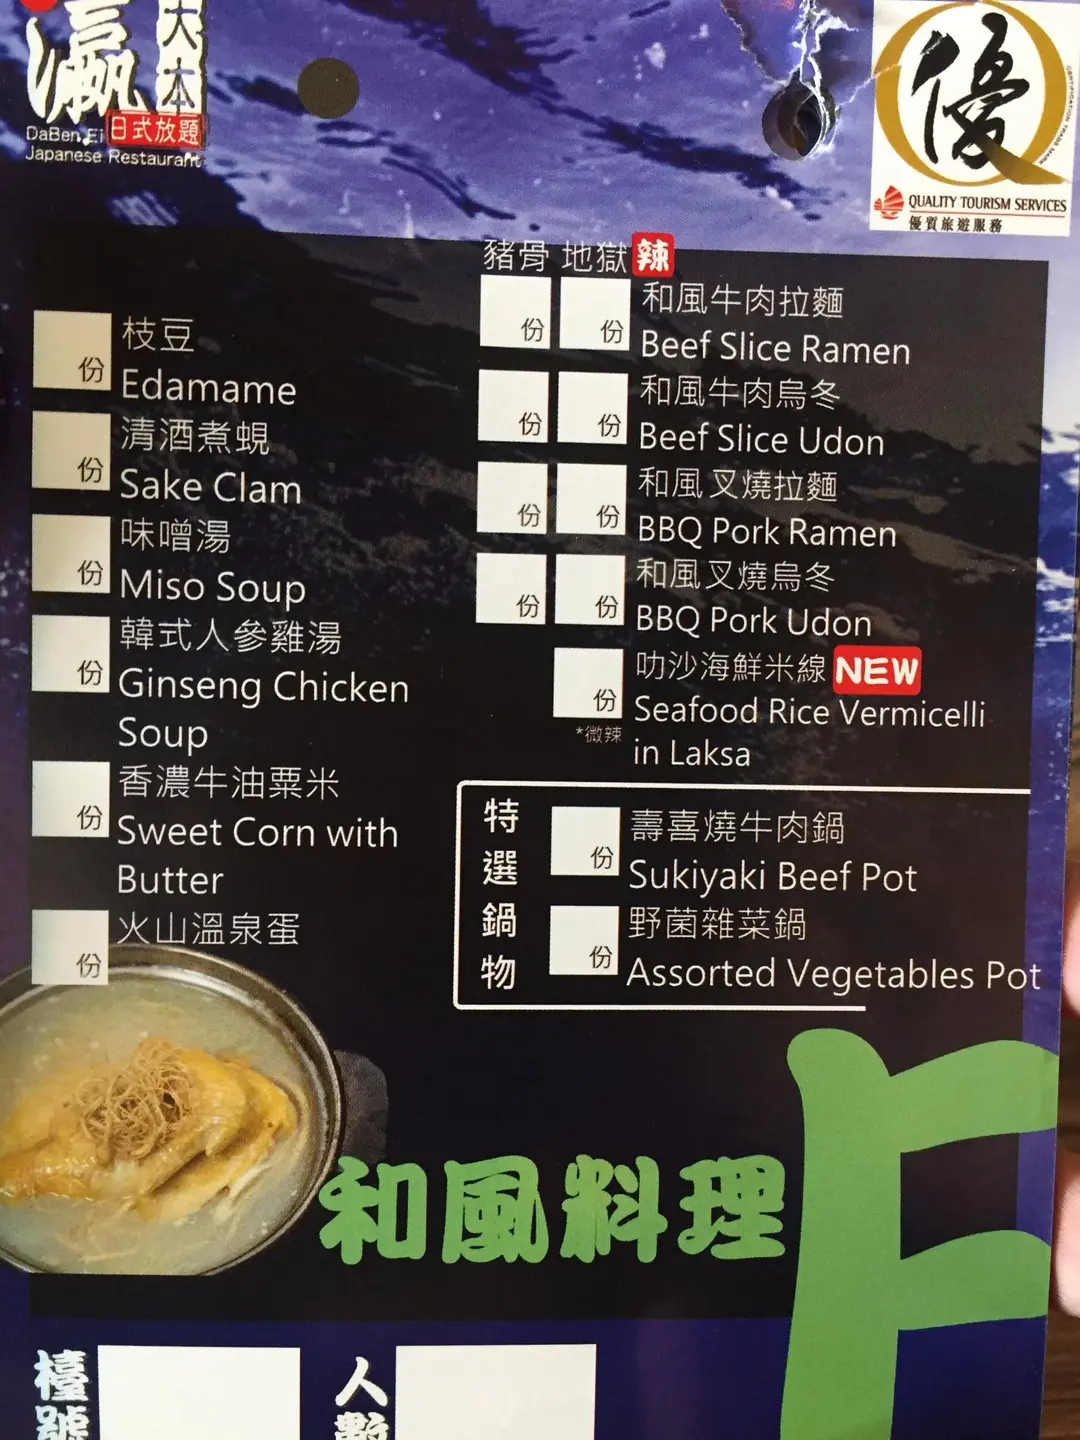 瀛
大本
DaBen Ei
日式放題
Japanese Restaurant
優
QUALITY TOURISM SERVICES
優質旅遊服務
份
枝豆
Edamame
份
清酒煮蜆
Sake Clam
份
味噌湯
Miso Soup
份
韓式人參雞湯
Ginseng Chicken
Soup
份
香濃牛油粟米
Sweet Corn with
Butter
份
火山溫泉蛋
豬骨 地獄 辣
份 份
和風牛肉拉麵
Beef Slice Ramen
份 份
和風牛肉烏冬
Beef Slice Udon
份 份
和風叉燒拉麵
BBQ Pork Ramen
份 份
和風叉燒烏冬
BBQ Pork Udon
份
叻沙海鮮米線 NEW
Seafood Rice Vermicelli
*微辣
in Laksa
特選鍋物
份
壽喜燒牛肉鍋
Sukiyaki Beef Pot
份
野菌雜菜鍋
Assorted Vegetables Pot
和風料理
F
檯號
人數